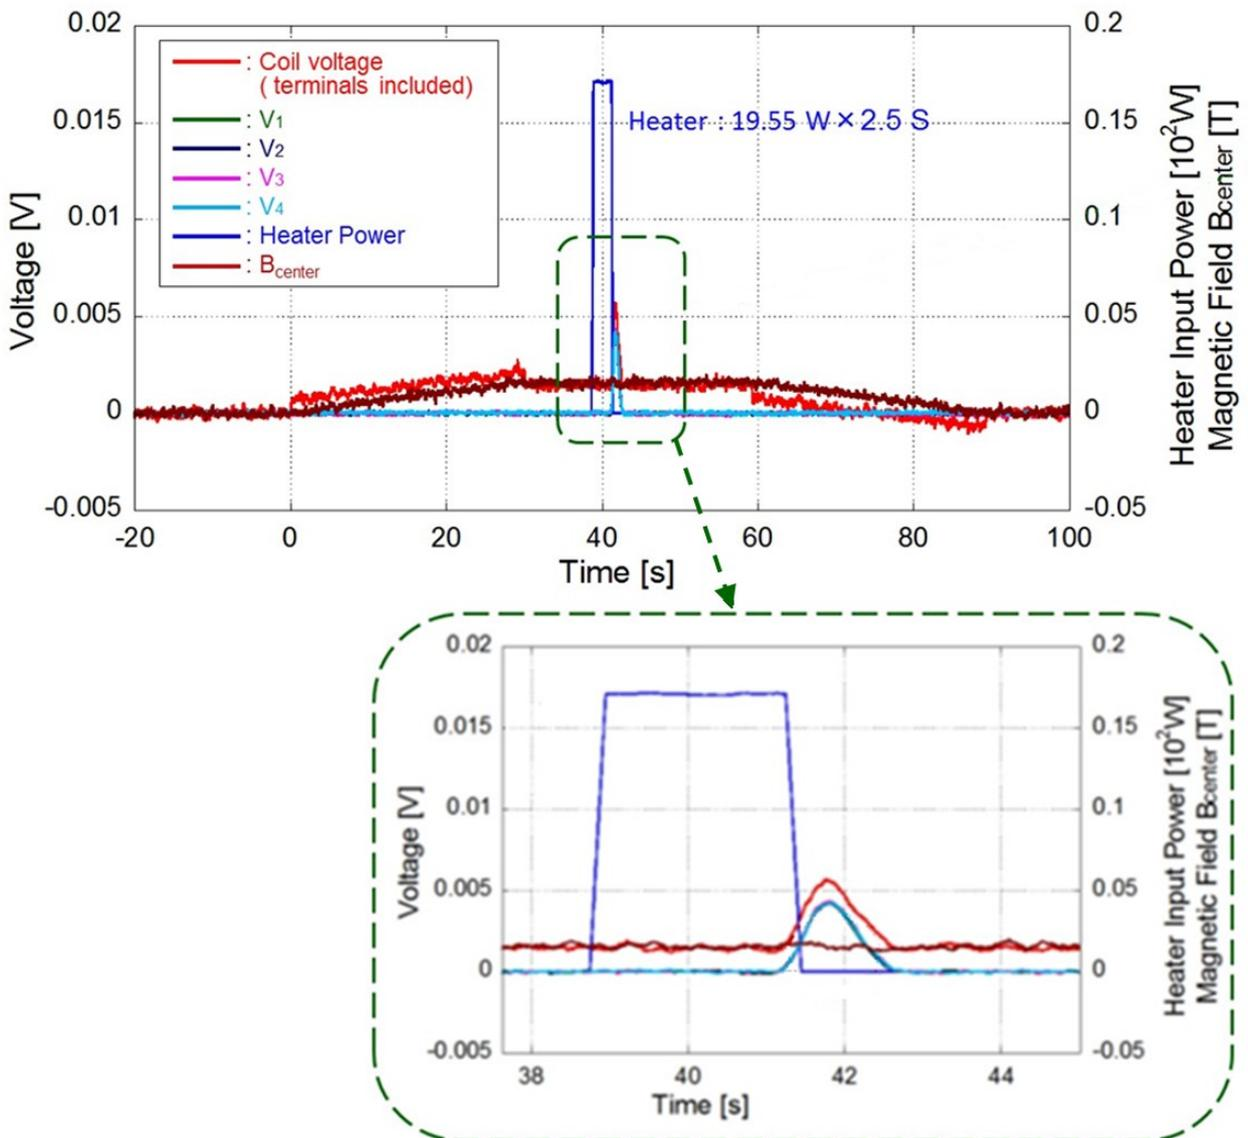 0.02
0.015
0.01
0.005
0
-0.005
Voltage [V]
: Coil voltage
( terminals included)
: V1
: V2
: V3
: V4
: Heater Power
: Bcenter
Heater : 19.55 W × 2.5 S
0.2
0.15
0.1
0.05
0
-0.05
Heater Input Power [10²W]
Magnetic Field Bcenter [T]
-20 0 20 40 60 80 100
Time [s]
0.02
0.015
0.01
0.005
0
-0.005
Voltage [V]
0.2
0.15
0.1
0.05
0
-0.05
Heater Input Power [10²W]
Magnetic Field Bcenter [T]
38 40 42 44
Time [s]